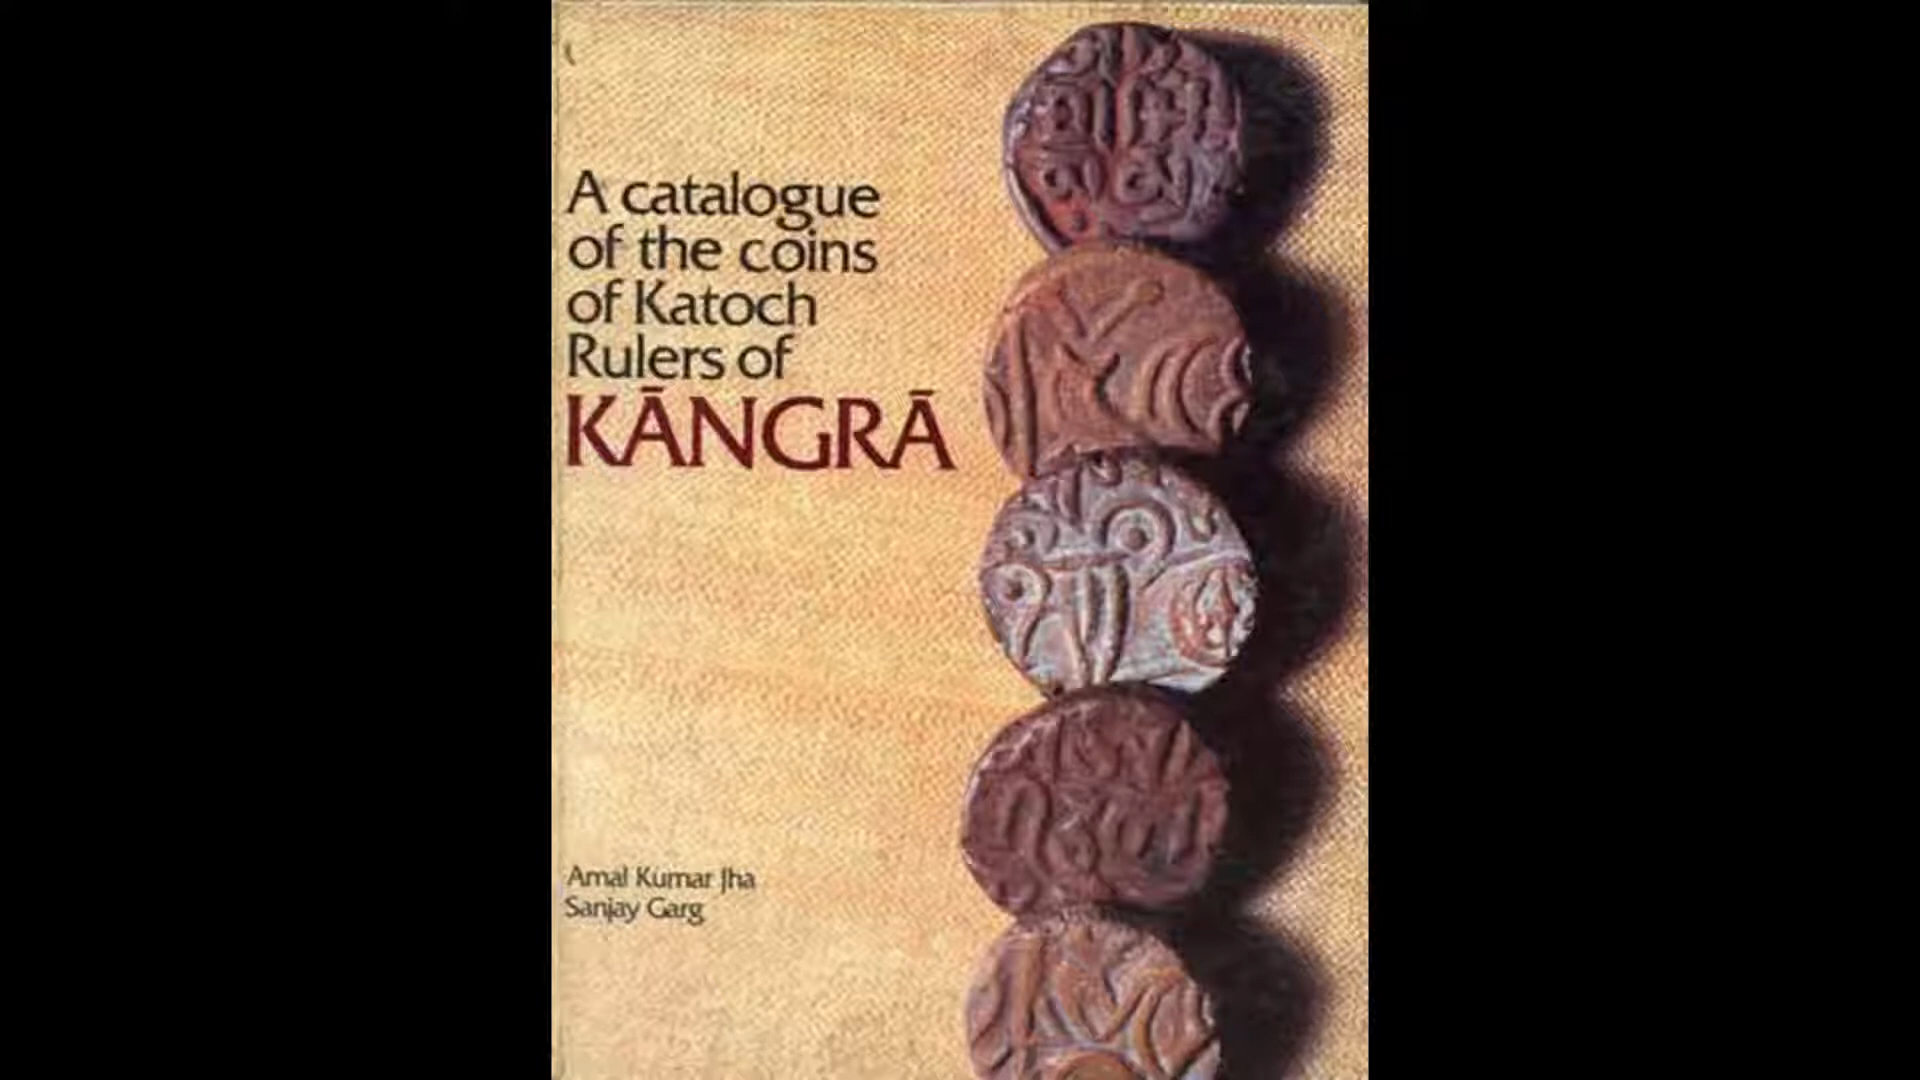 A catalogue
of the coins
of Katoch
Rulers of
KĀNGRĀ
Amal Kumar Jha
Sanjay Garg